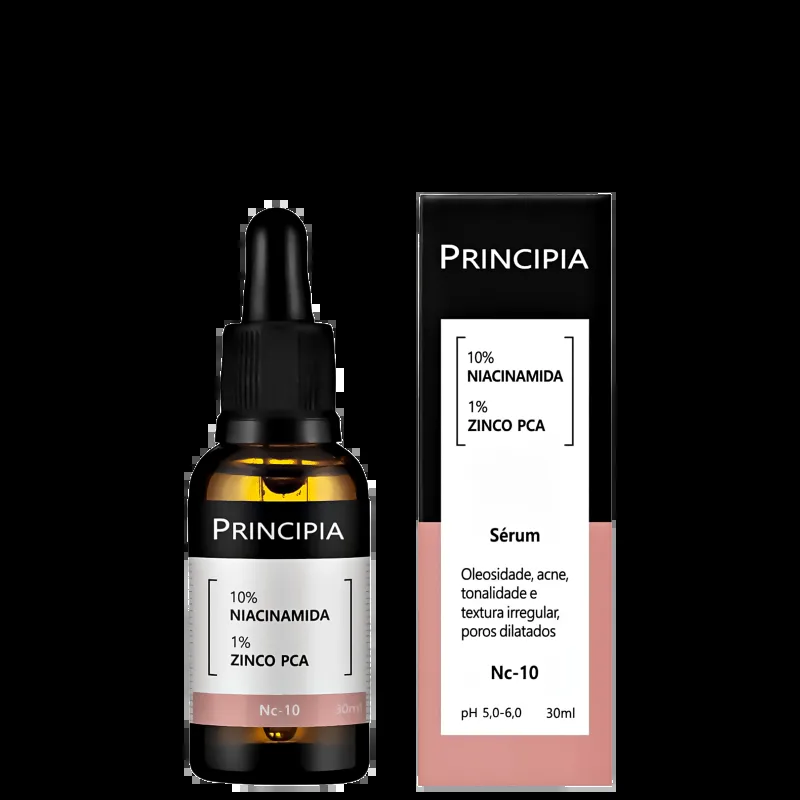 PRINCIPIA
10%
NIACINAMIDA
1%
ZINCO PCA
Nc-10 30ml
PRINCIPIA
10%
NIACINAMIDA
1%
ZINCO PCA
Sérum
Oleosidade, acne,
tonalidade e
textura irregular,
poros dilatados
Nc-10
pH 5,0-6,0 30ml